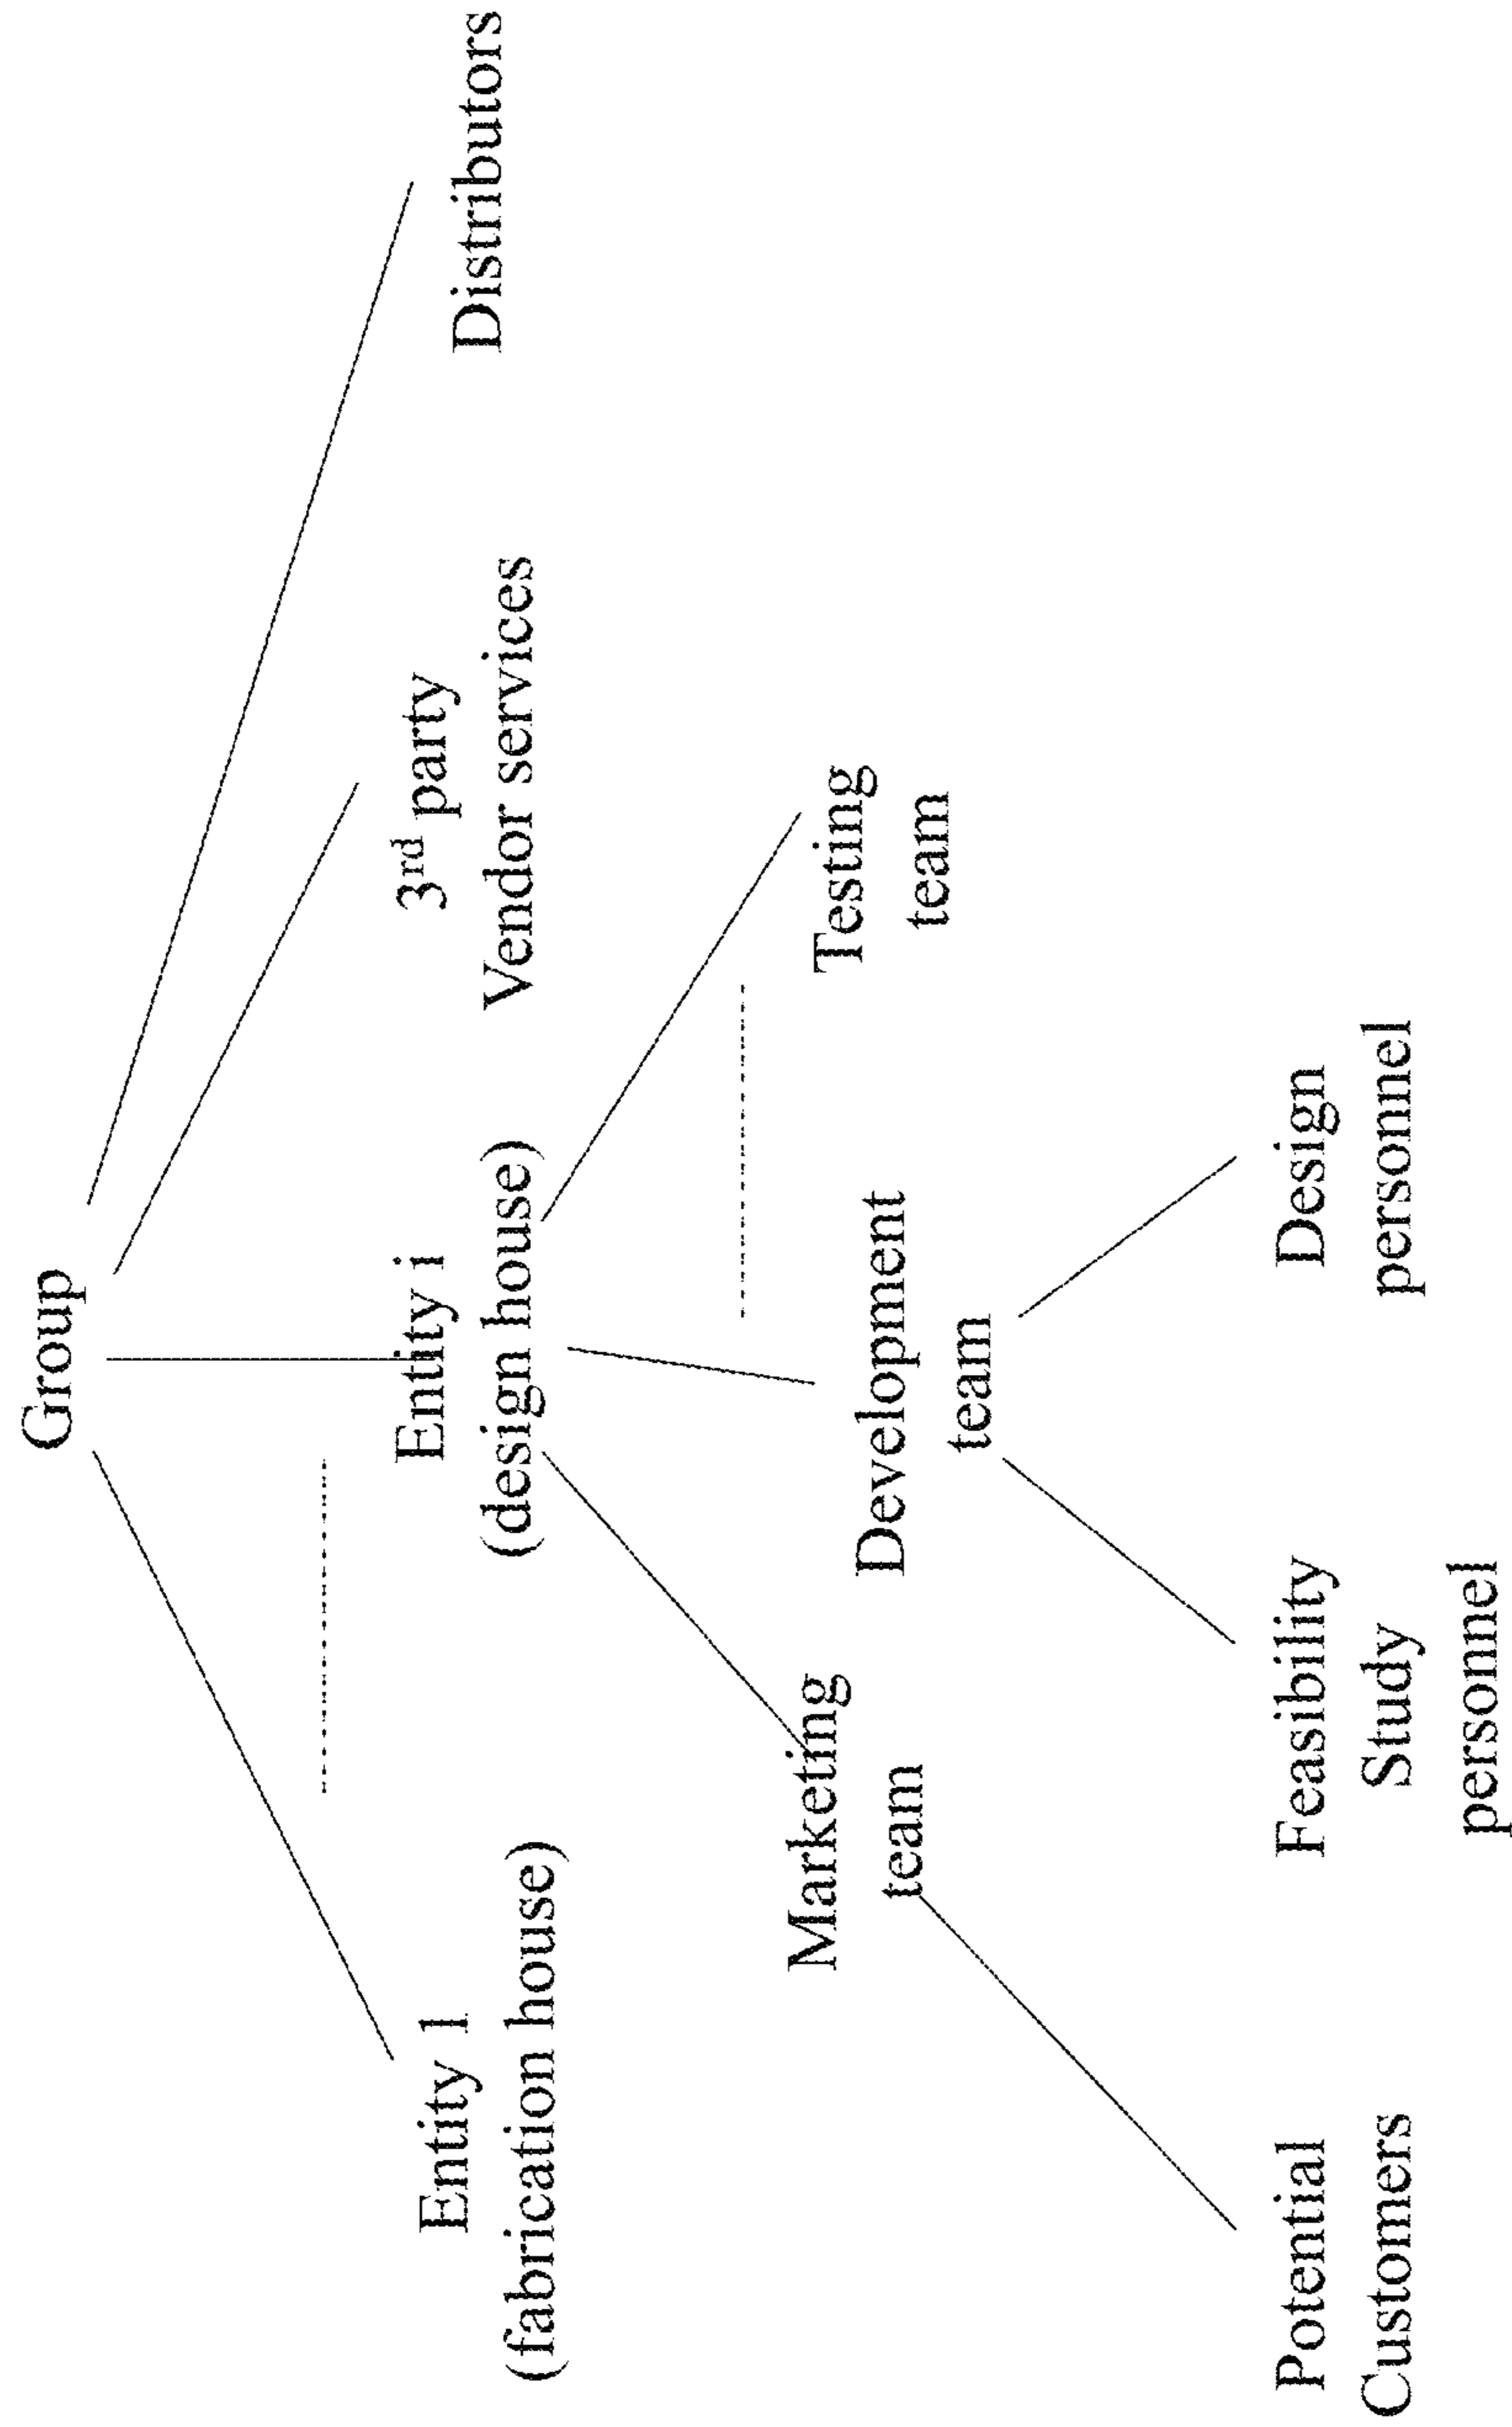 Group
Entity 1
(fabrication house)
Entity i
(design house)
3rd party
Vendor services
Distributors
Marketing
team
Development
team
Testing
team
Potential
Customers
Feasibility
Study
personnel
Design
personnel